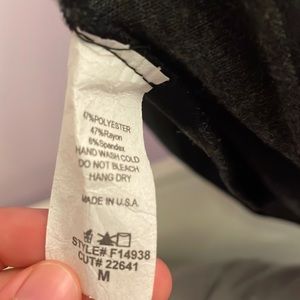 47%POLYESTER
47%Rayon
6%Spandex
HAND WASH COLD
DO NOT BLEACH
HANG DRY
MADE IN U.S.A.
STYLE# F14938
CUT# 22641
M